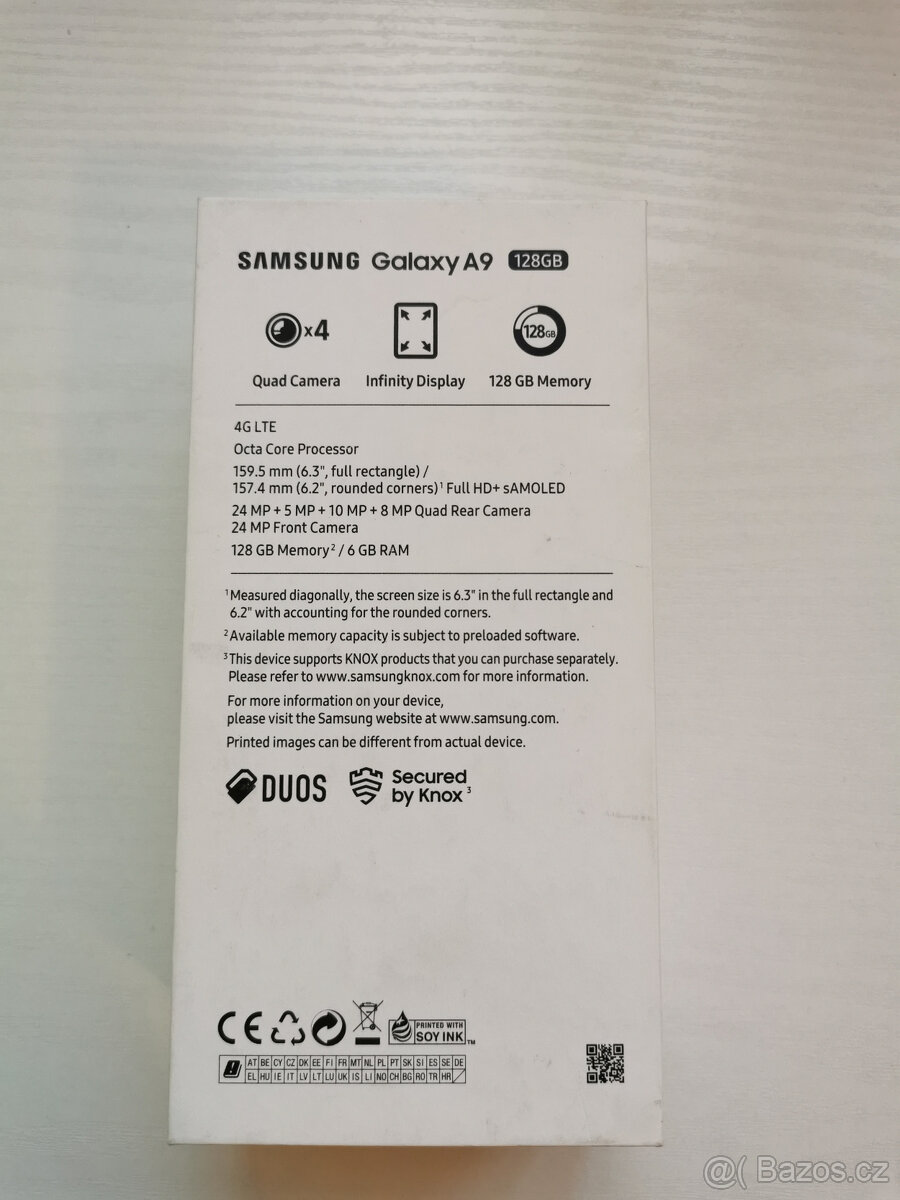 SAMSUNG Galaxy A9 128GB
x4
128GB
Quad Camera Infinity Display 128 GB Memory
4G LTE
Octa Core Processor
159.5 mm (6.3", full rectangle) /
157.4 mm (6.2", rounded corners)¹ Full HD+ sAMOLED
24 MP + 5 MP + 10 MP + 8 MP Quad Rear Camera
24 MP Front Camera
128 GB Memory² / 6 GB RAM
¹Measured diagonally, the screen size is 6.3" in the full rectangle and
6.2" with accounting for the rounded corners.
²Available memory capacity is subject to preloaded software.
³This device supports KNOX products that you can purchase separately.
Please refer to www.samsungknox.com for more information.
For more information on your device,
please visit the Samsung website at www.samsung.com.
Printed images can be different from actual device.
DUOS
Secured
by Knox³
CE
PRINTED WITH
SOY INK™
AT BE CY CZ DK EE FI FR MT NL PL PT SK SI ES SE DE
EL HU IE IT LV LT LU UK IS LI NO CH BG RO TR HR
@( Bazos.cz